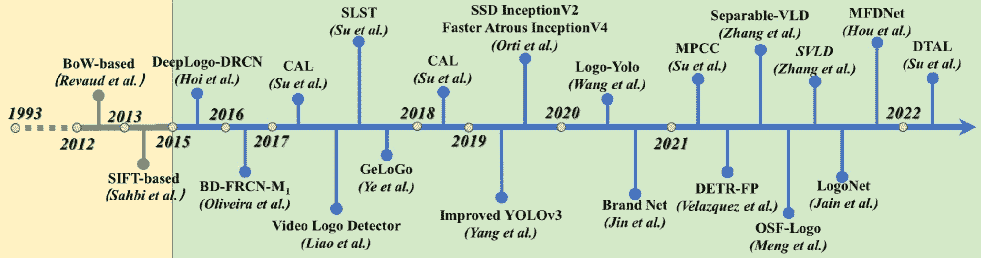 1993
2012
BoW-based
(Revaud et al.)
2013
SIFT-based
(Sahbi et al.)
2015
DeepLogo-DRCN
(Hoi et al.)
2016
BD-FRCN-M₁
(Oliveira et al.)
2017
CAL
(Su et al.)
Video Logo Detector
(Liao et al.)
SLST
(Su et al.)
GeLoGo
(Ye et al.)
2018
CAL
(Su et al.)
2019
Improved YOLOv3
(Yang et al.)
SSD InceptionV2
Faster Atrous InceptionV4
(Orti et al.)
2020
Logo-Yolo
(Wang et al.)
Brand Net
(Jin et al.)
2021
MPCC
(Su et al.)
DETR-FP
(Velazquez et al.)
Separable-VLD
(Zhang et al.)
OSF-Logo
(Meng et al.)
SVLD
(Zhang et al.)
LogoNet
(Jain et al.)
MFDNet
(Hou et al.)
2022
DTAL
(Su et al.)